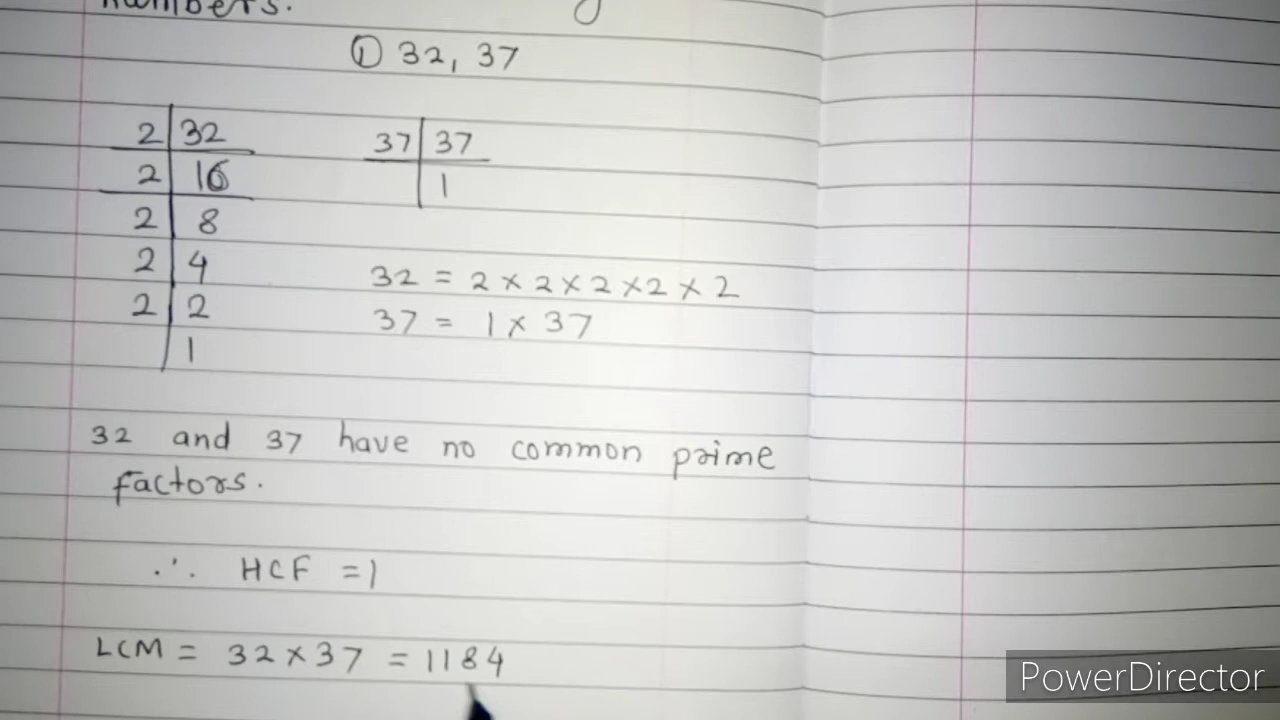 numbers.
① 32, 37
2 32
2 16
2 8
2 4
2 2
1
37 37
1
32 = 2 × 2 × 2 × 2 × 2
37 = 1 × 37
32 and 37 have no common prime
factors.
∴ HCF = 1
LCM = 32 × 37 = 1184
PowerDirector